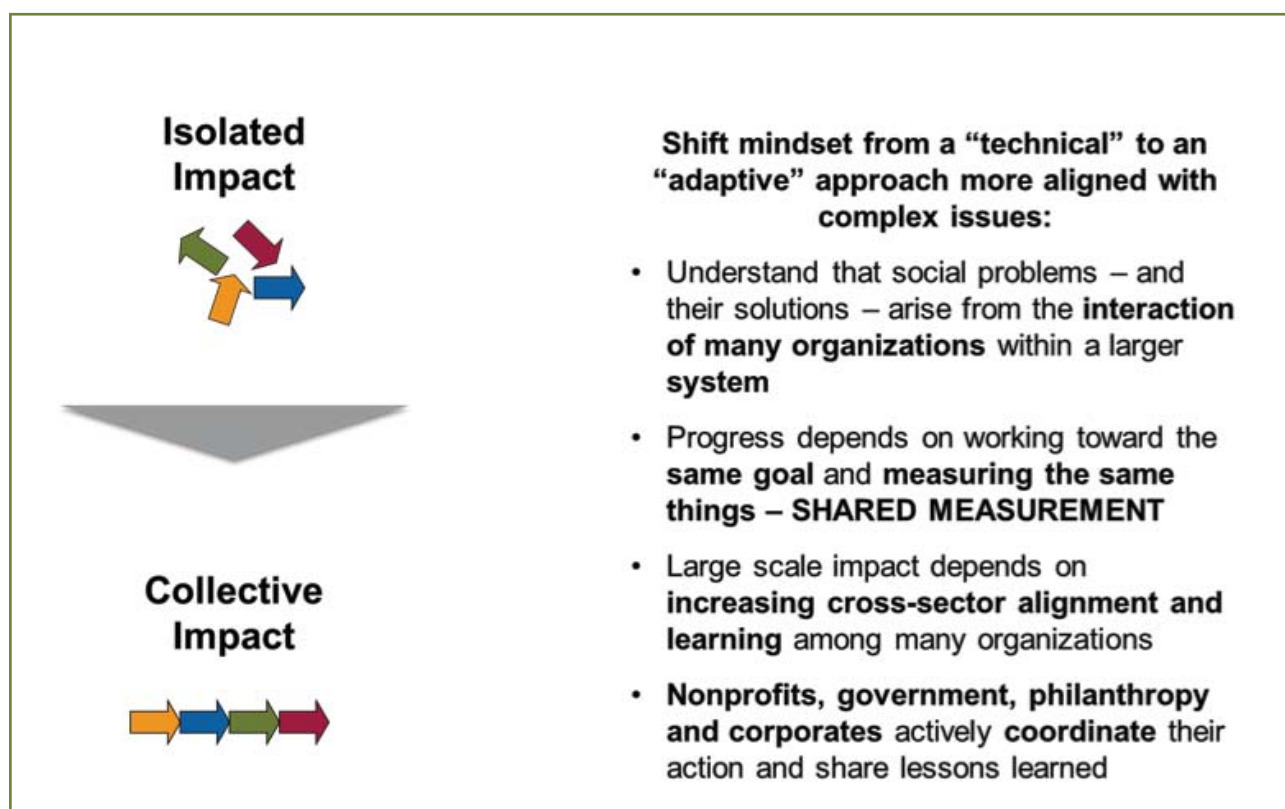 Isolated
Impact
Collective
Impact
Shift mindset from a “technical” to an
“adaptive” approach more aligned with
complex issues:
• Understand that social problems – and
their solutions – arise from the interaction
of many organizations within a larger
system
• Progress depends on working toward the
same goal and measuring the same
things – SHARED MEASUREMENT
• Large scale impact depends on
increasing cross-sector alignment and
learning among many organizations
• Nonprofits, government, philanthropy
and corporates actively coordinate their
action and share lessons learned